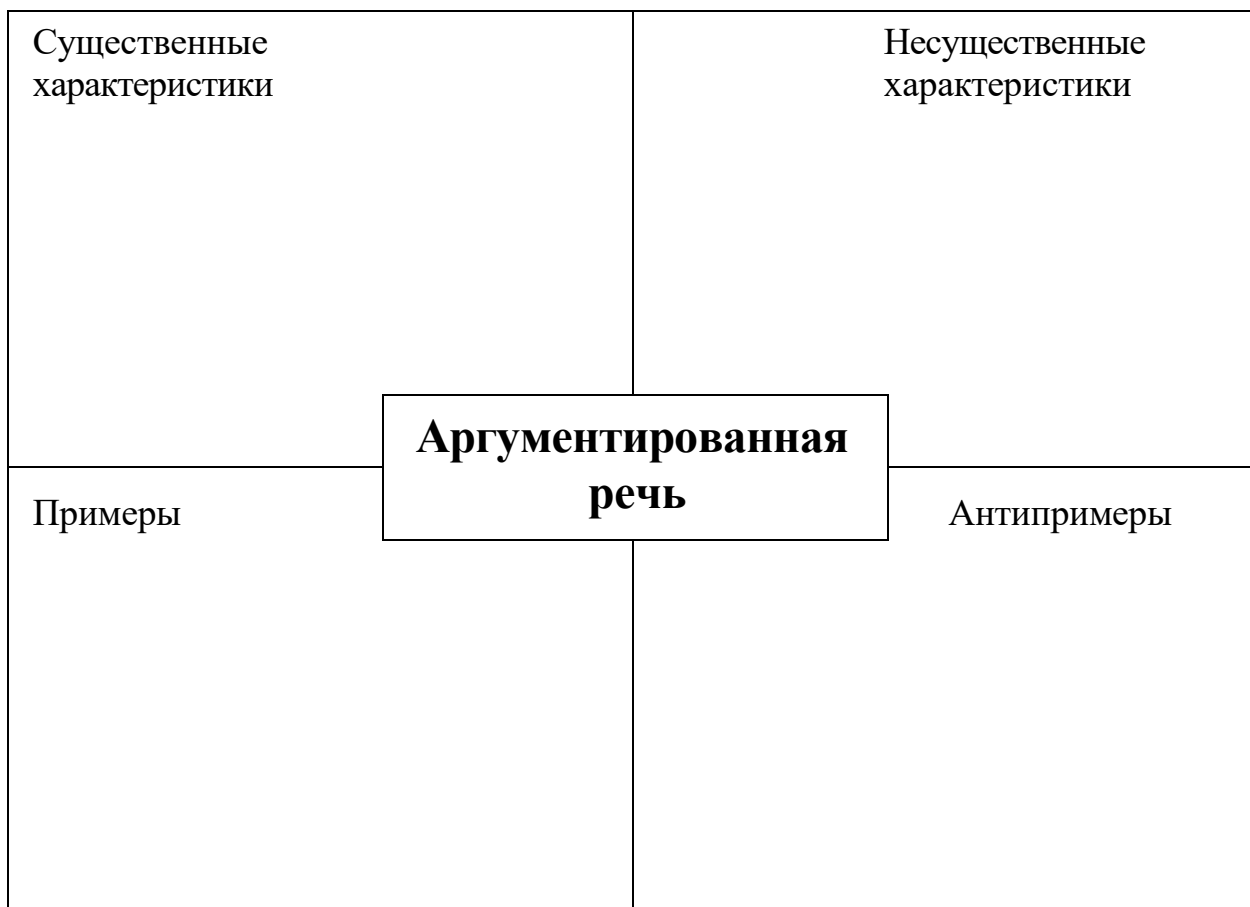 Существенные
характеристики
Несущественные
характеристики
Аргументированная
речь
Примеры
Антипримеры